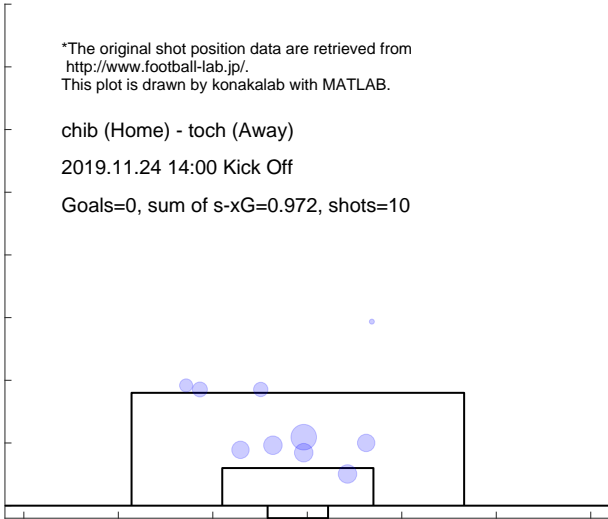 *The original shot position data are retrieved from
http://www.football-lab.jp/.
This plot is drawn by konakalab with MATLAB.
chib (Home) - toch (Away)
2019.11.24 14:00 Kick Off
Goals=0, sum of s-xG=0.972, shots=10